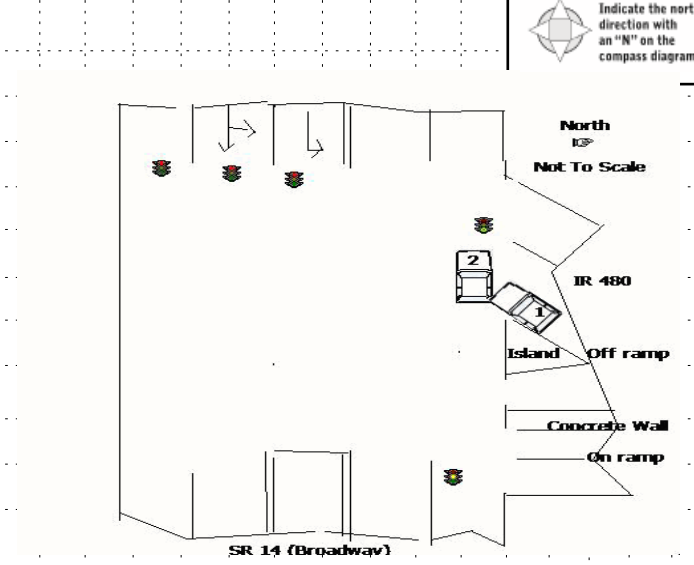 Indicate the nort
direction with
an "N" on the
compass diagram
North
Not To Scale
2
IR 480
1
Island Off ramp
Concrete Wall
On ramp
SR 14 (Broadway)